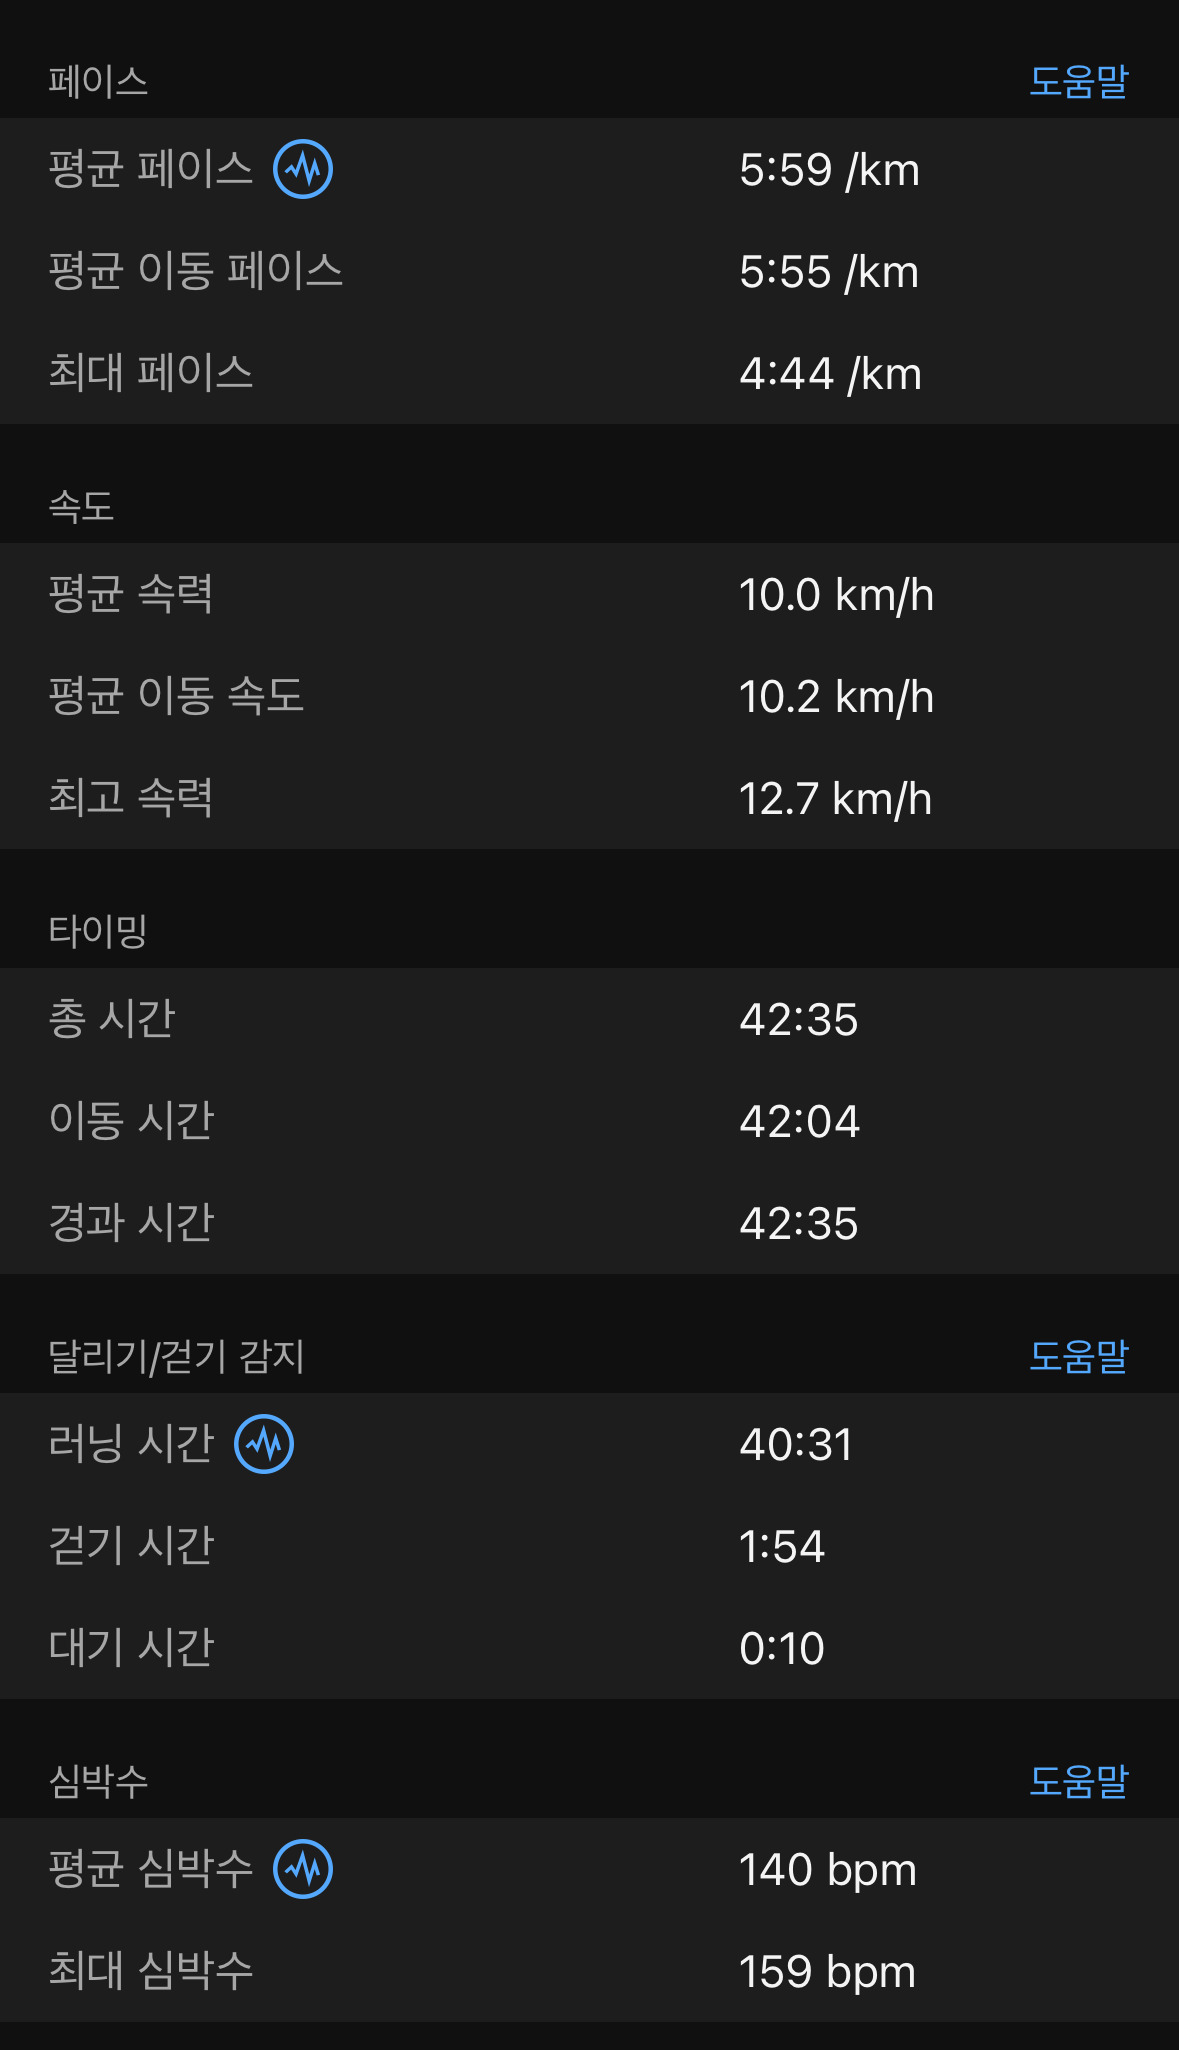 페이스 도움말
평균 페이스 5:59 /km
평균 이동 페이스 5:55 /km
최대 페이스 4:44 /km
속도
평균 속력 10.0 km/h
평균 이동 속도 10.2 km/h
최고 속력 12.7 km/h
타이밍
총 시간 42:35
이동 시간 42:04
경과 시간 42:35
달리기/걷기 감지 도움말
러닝 시간 40:31
걷기 시간 1:54
대기 시간 0:10
심박수 도움말
평균 심박수 140 bpm
최대 심박수 159 bpm